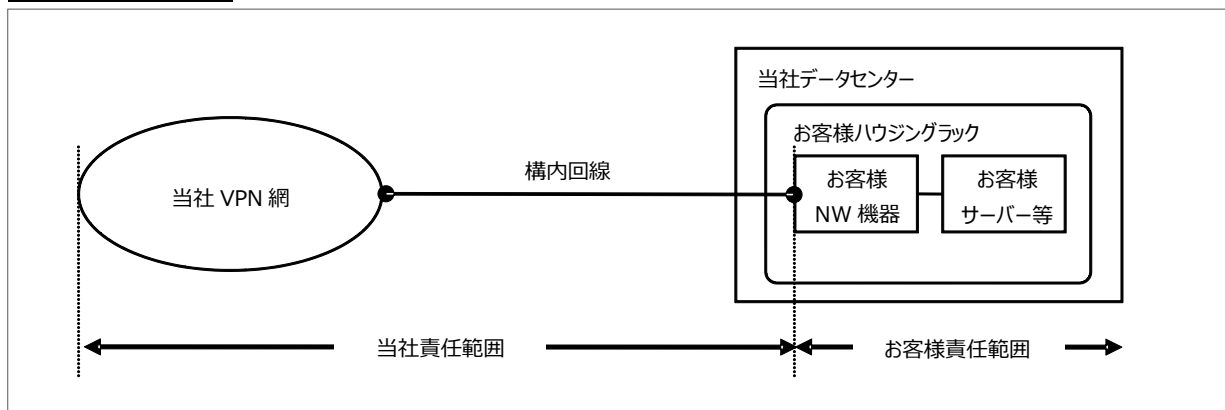 当社データセンター
お客様ハウジングラック
構内回線
当社 VPN 網
お客様
NW 機器
お客様
サーバー等
当社責任範囲
お客様責任範囲